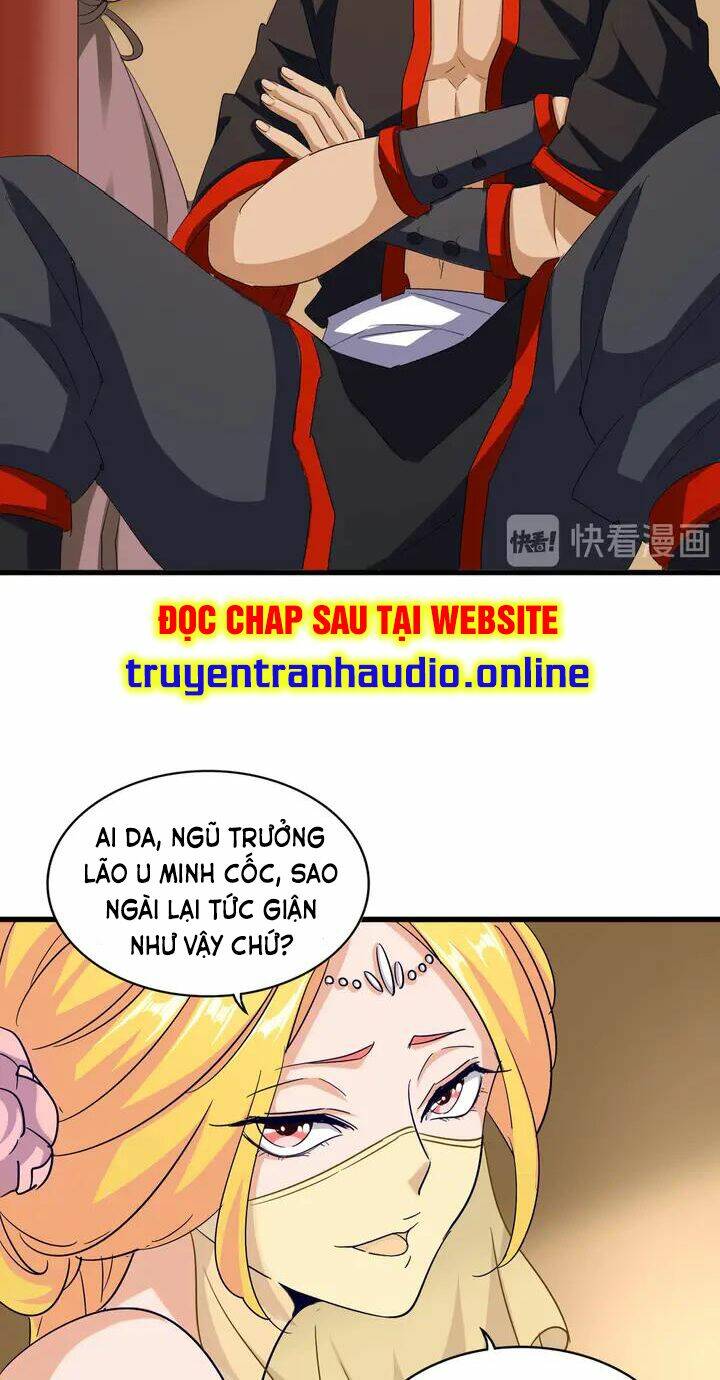 快看!
快看漫画
ĐỌC CHAP SAU TẠI WEBSITE
truyentranhaudio.online
AI DA, NGŨ TRƯỞNG
LÃO U MINH CỐC, SAO
NGÀI LẠI TỨC GIẬN
NHƯ VẬY CHỨ?